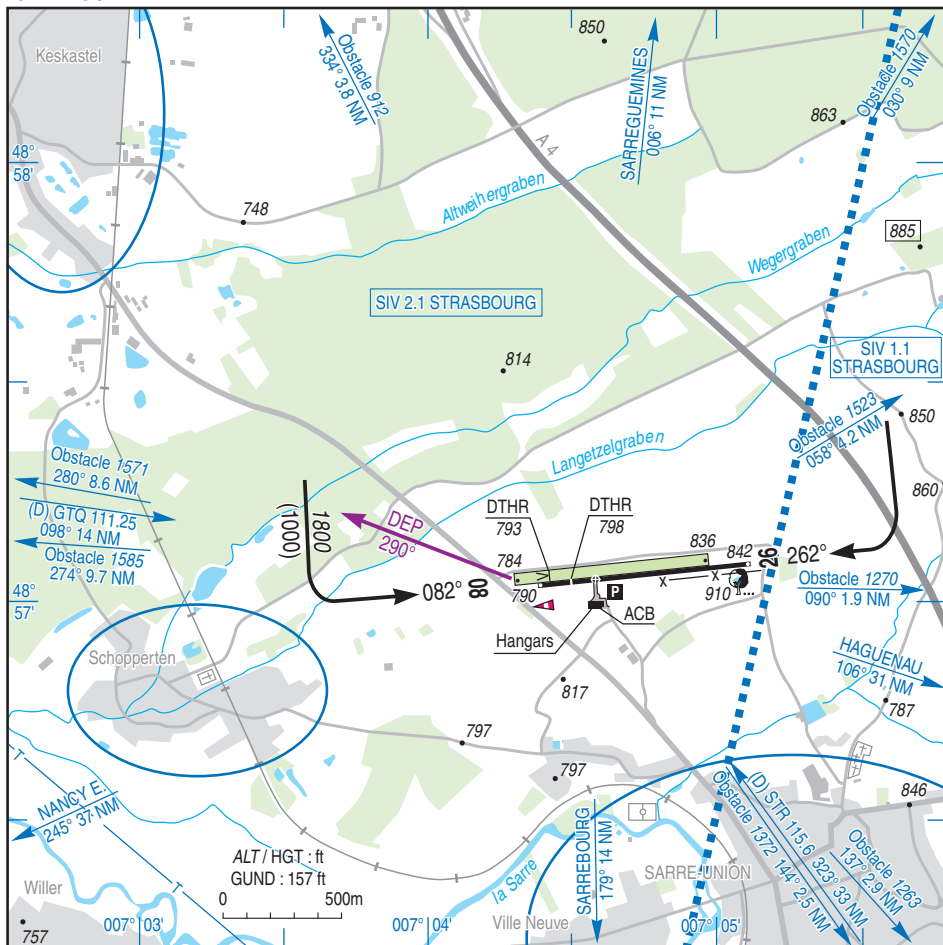 Keskastel
Obstacle 912
334° 3.8 NM
850
SARREGUEMINES
006° 11 NM
Obstacle 1570
030° 9 NM
863
A 4
48°
58'
748
Altweihergraben
Wegergraben
885
SIV 2.1 STRASBOURG
SIV 1.1
STRASBOURG
814
Obstacle 1523
058° 4.2 NM
850
Langetzelgraben
860
Obstacle 1571
280° 8.6 NM
(D) GTQ 111.25
098° 14 NM
Obstacle 1585
274° 9.7 NM
1800
(1000)
DEP
290°
DTHR
793
DTHR
798
836
842
26
262°
784
790
082°
08
P
910
Obstacle 1270
090° 1.9 NM
48°
57'
Hangars
ACB
Schopperten
HAGUENAU
106° 31 NM
817
787
797
797
NANCY E.
245° 37 NM
T
T
846
(D) STR 115.6 323° 33 NM
Obstacle 1372 144° 2.5 NM
Obstacle 1263
137° 2.9 NM
ALT / HGT : ft
GUND : 157 ft
0 500m
la Sarre
SARREBOURG
179° 14 NM
SARRE-UNION
Willer
Ville Neuve
757
007° 03
007° 04
007° 05